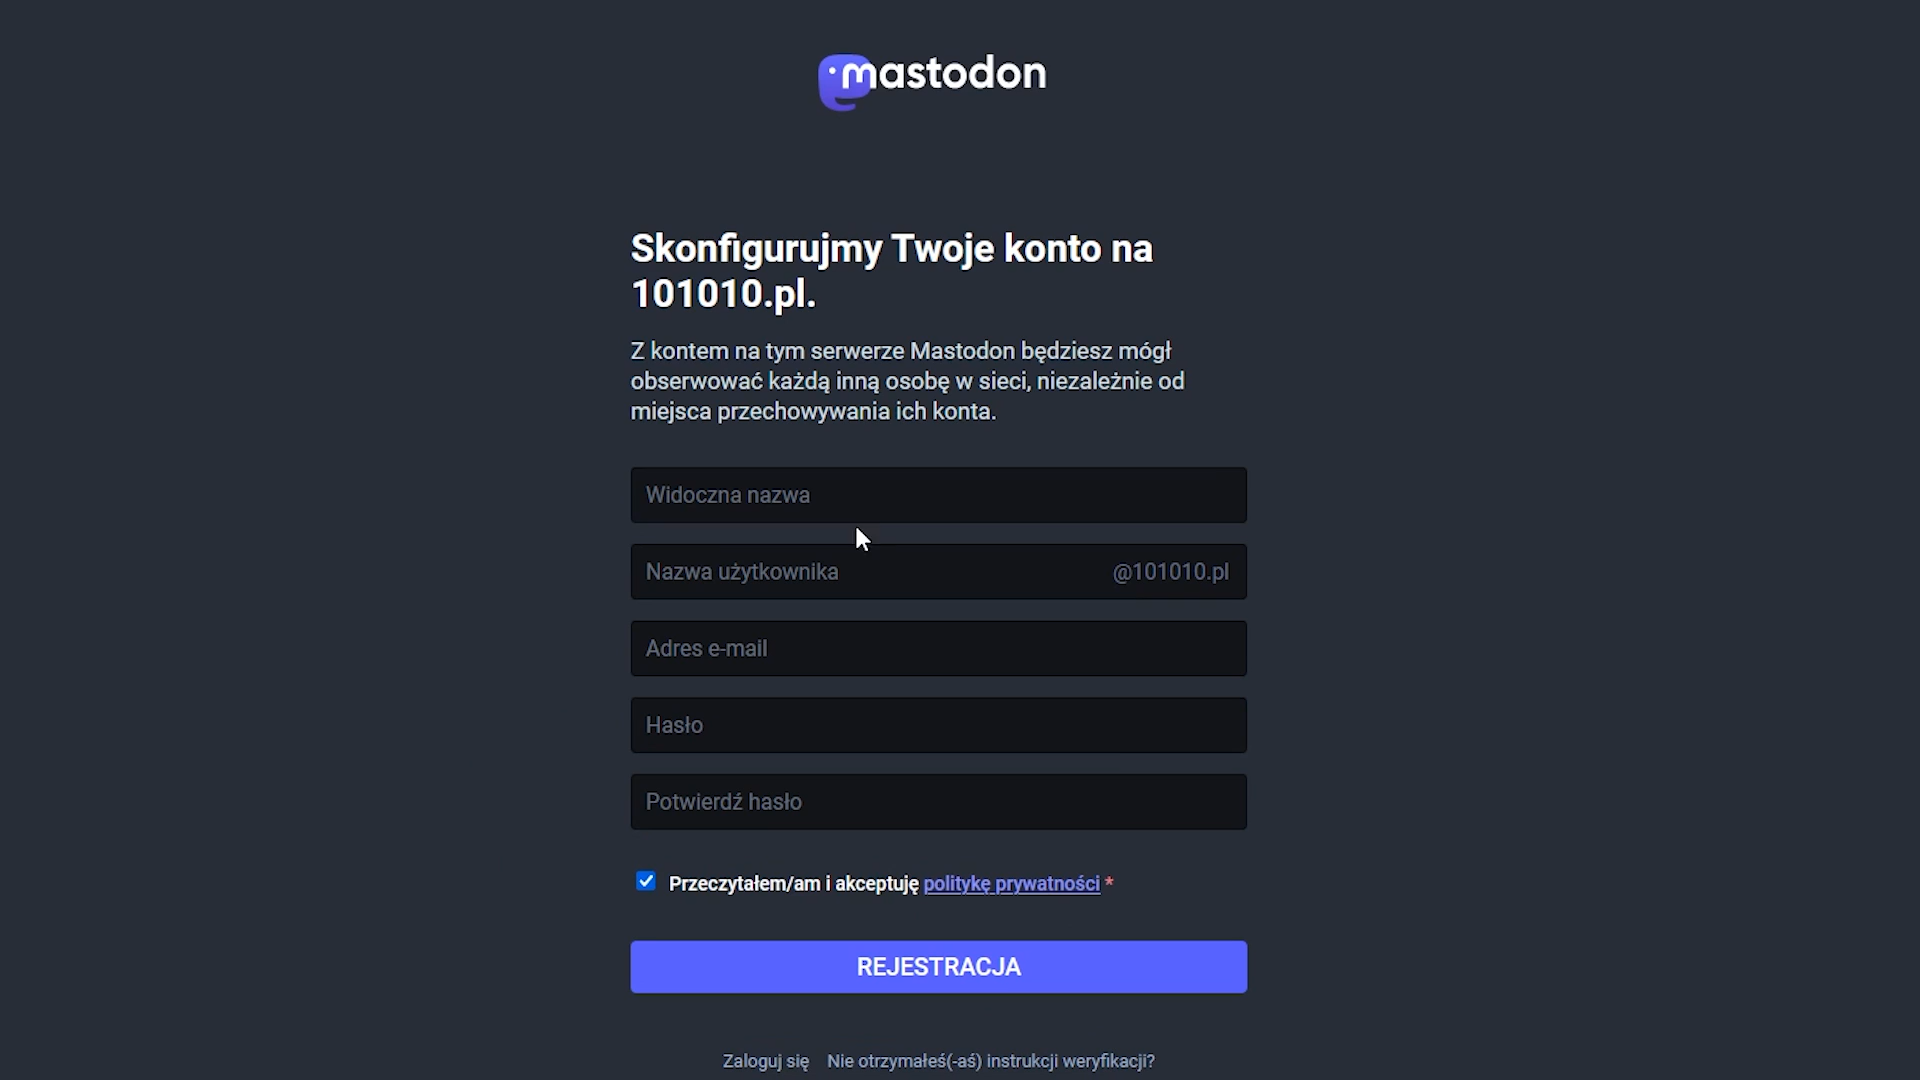 mastodon
Skonfigurujmy Twoje konto na
101010.pl.
Z kontem na tym serwerze Mastodon będziesz mógł
obserwować każdą inną osobę w sieci, niezależnie od
miejsca przechowywania ich konta.
Widoczna nazwa
Nazwa użytkownika @101010.pl
Adres e-mail
Hasło
Potwierdź hasło
Przeczytałem/am i akceptuję politykę prywatności *
REJESTRACJA
Zaloguj się Nie otrzymałeś(-aś) instrukcji weryfikacji?